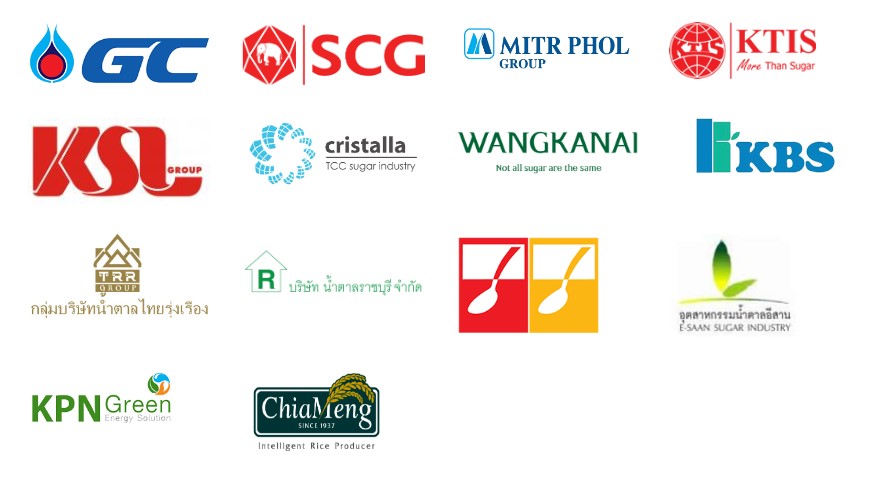 GC
SCG
MITR PHOL
GROUP
KTIS
KTIS
More Than Sugar
KSL
GROUP
cristalla
TCC sugar industry
WANGKANAI
Not all sugar are the same
KBS
TRR
GROUP
กลุ่มบริษัทน้ำตาลไทยรุ่งเรือง
R
บริษัท น้ำตาลราชบุรี จำกัด
อุตสาหกรรมน้ำตาลอีสาน
E-SAAN SUGAR INDUSTRY
KPN Green
Energy Solution
ChiaMeng
SINCE 1937
Intelligent Rice Producer